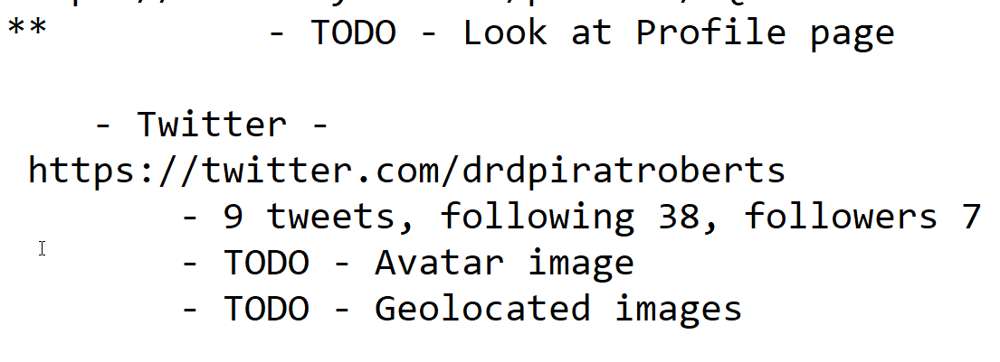 ** - TODO - Look at Profile page
- Twitter -
https://twitter.com/drdpiratroberts
- 9 tweets, following 38, followers 7
- TODO - Avatar image
- TODO - Geolocated images